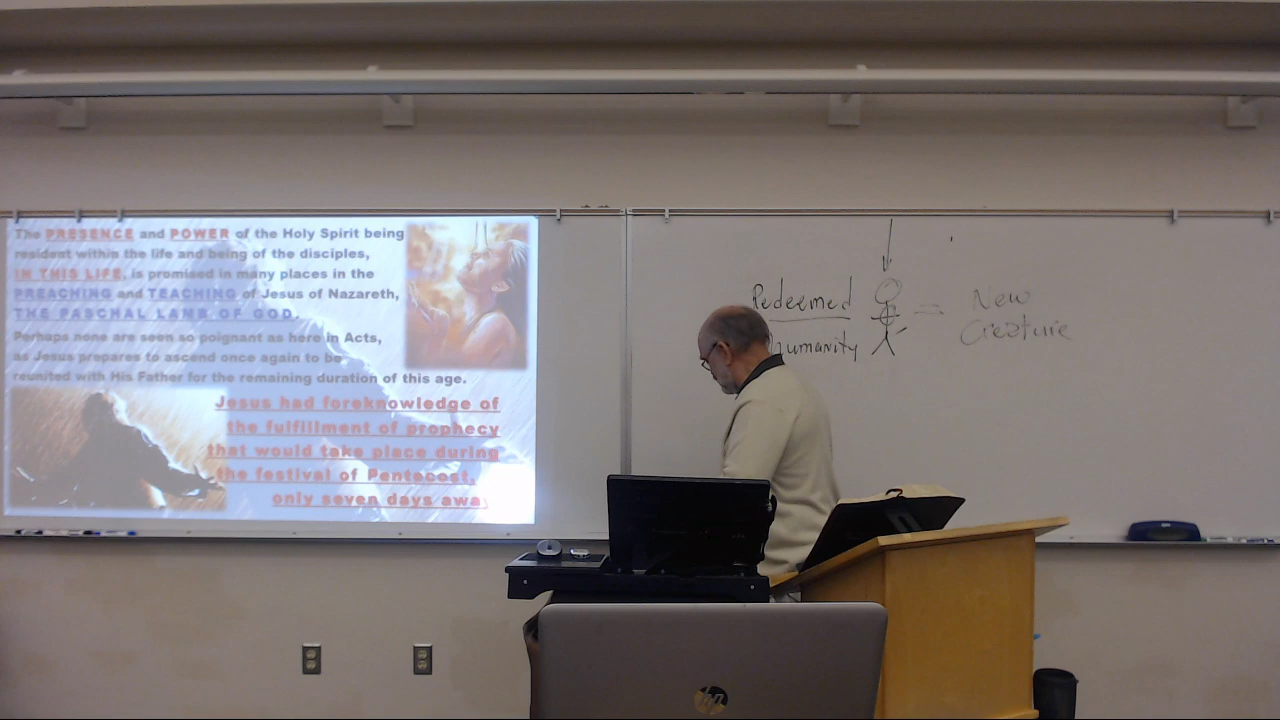 The PRESENCE and POWER of the Holy Spirit being
resident within the life and being of the disciples,
IN THIS LIFE, is promised in many places in the
PREACHING and TEACHING of Jesus of Nazareth,
THE PASCHAL LAMB OF GOD.
Perhaps none are seen so poignant as here in Acts,
as Jesus prepares to ascend once again to be
reunited with His Father for the remaining duration of this age.
Jesus had foreknowledge of
the fulfillment of prophecy
that would take place during
the festival of Pentecost,
only seven days away
Redeemed
humanity
=
New
Creature
hp